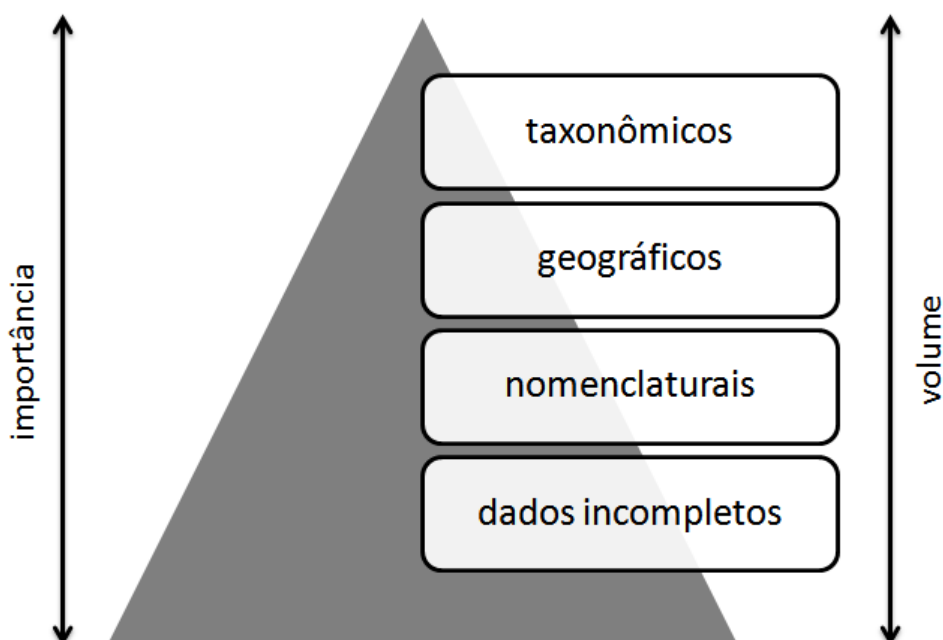 taxonômicos
geográficos
nomenclaturais
dados incompletos
importância
volume